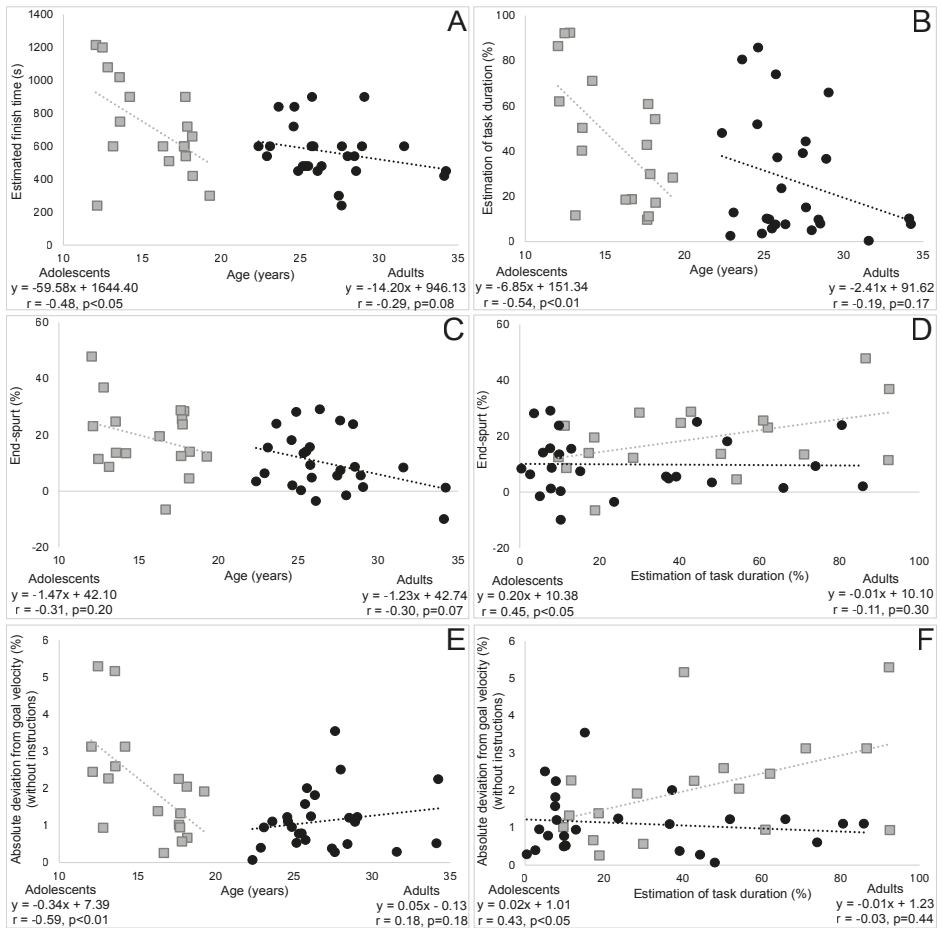 A
Estimated finish time (s)
1400
1200
1000
800
600
400
200
0
10
15
20
25
30
35
Age (years)
Adolescents
y = -59.58x + 1644.40
r = -0.48, p<0.05
Adults
y = -14.20x + 946.13
r = -0.29, p=0.08
B
Estimation of task duration (%)
100
80
60
40
20
0
10
15
20
25
30
35
Age (years)
Adolescents
y = -6.85x + 151.34
r = -0.54, p<0.01
Adults
y = -2.41x + 91.62
r = -0.19, p=0.17
C
End-spurt (%)
60
40
20
0
-20
10
15
20
25
30
35
Age (years)
Adolescents
y = -1.47x + 42.10
r = -0.31, p=0.20
Adults
y = -1.23x + 42.74
r = -0.30, p=0.07
D
End-spurt (%)
60
40
20
0
-20
0
20
40
60
80
100
Estimation of task duration (%)
Adolescents
y = 0.20x + 10.38
r = 0.45, p<0.05
Adults
y = -0.01x + 10.10
r = -0.11, p=0.30
E
Absolute deviation from goal velocity (%)
(without instructions)
6
5
4
3
2
1
0
10
15
20
25
30
35
Age (years)
Adolescents
y = -0.34x + 7.39
r = -0.59, p<0.01
Adults
y = 0.05x - 0.13
r = 0.18, p=0.18
F
Absolute deviation from goal velocity (%)
(without instructions)
6
5
4
3
2
1
0
0
20
40
60
80
100
Estimation of task duration (%)
Adolescents
y = 0.02x + 1.01
r = 0.43, p<0.05
Adults
y = -0.01x + 1.23
r = -0.03, p=0.44